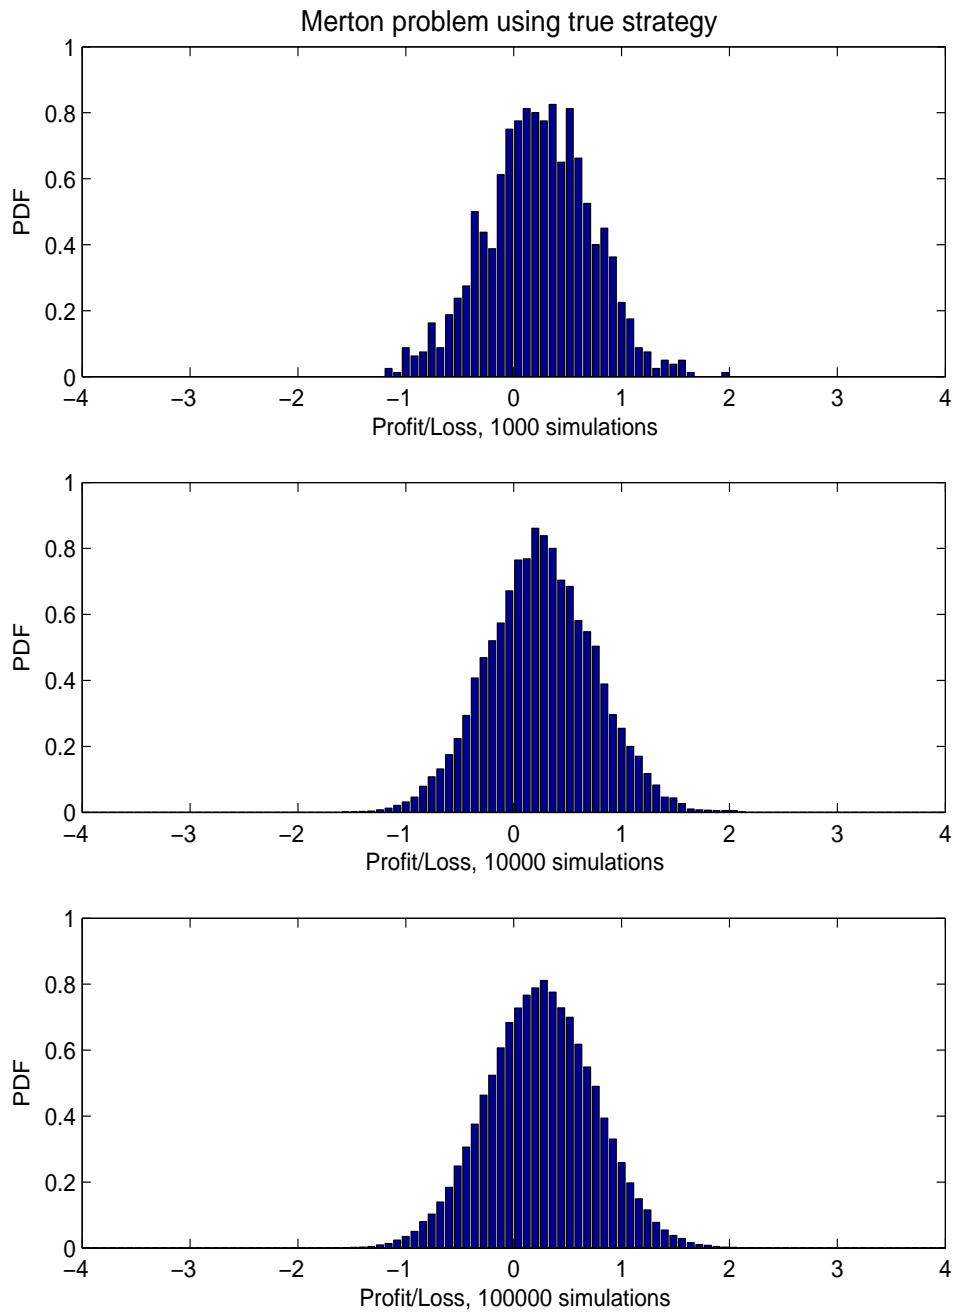 Merton problem using true strategy
1
0.8
0.6
0.4
0.2
0
PDF
−4 −3 −2 −1 0 1 2 3 4
Profit/Loss, 1000 simulations
1
0.8
0.6
0.4
0.2
0
PDF
−4 −3 −2 −1 0 1 2 3 4
Profit/Loss, 10000 simulations
1
0.8
0.6
0.4
0.2
0
PDF
−4 −3 −2 −1 0 1 2 3 4
Profit/Loss, 100000 simulations